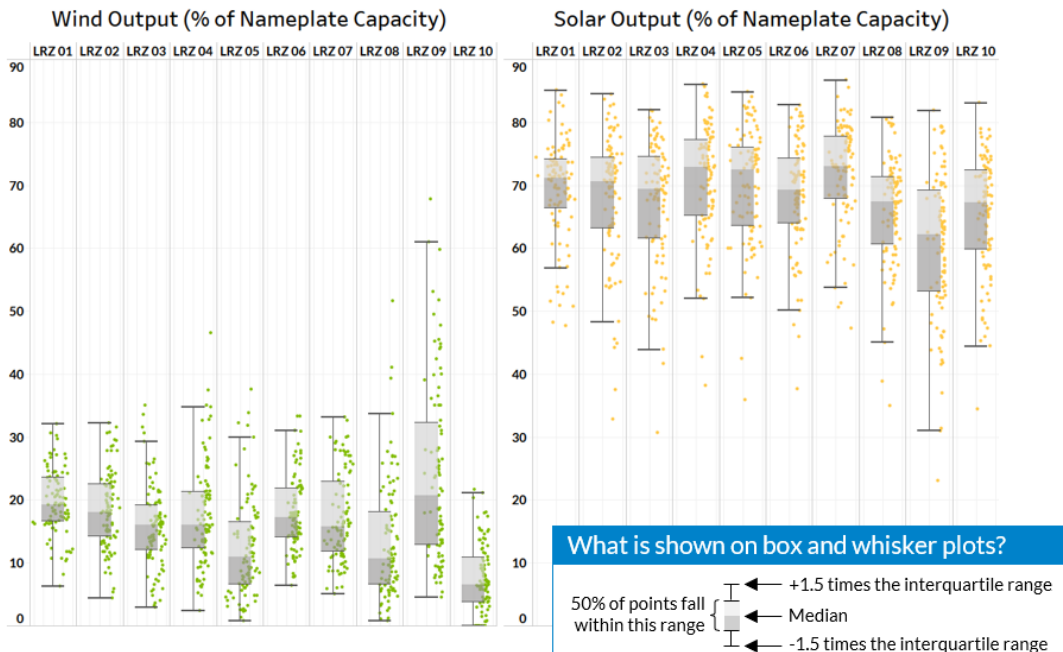 Wind Output (% of Nameplate Capacity)
LRZ 01 LRZ 02 LRZ 03 LRZ 04 LRZ 05 LRZ 06 LRZ 07 LRZ 08 LRZ 09 LRZ 10
90
80
70
60
50
40
30
20
10
0
Solar Output (% of Nameplate Capacity)
LRZ 01 LRZ 02 LRZ 03 LRZ 04 LRZ 05 LRZ 06 LRZ 07 LRZ 08 LRZ 09 LRZ 10
90
80
70
60
50
40
30
20
10
0
What is shown on box and whisker plots?
+1.5 times the interquartile range
50% of points fall
within this range
Median
-1.5 times the interquartile range